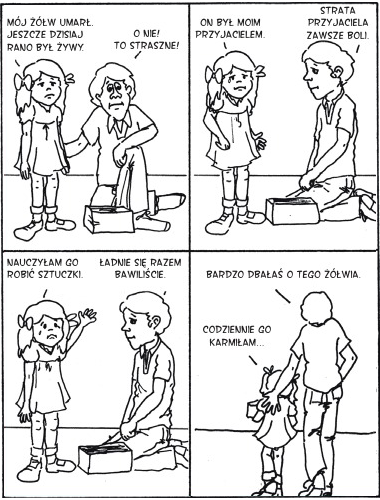 MÓJ ŻÓŁW UMARŁ.
JESZCZE DZISIAJ
RANO BYŁ ŻYWY.
O NIE!
TO STRASZNE!
ON BYŁ MOIM
PRZYJACIELEM.
STRATA
PRZYJACIELA
ZAWSZE BOLI.
NAUCZYŁAM GO
ROBIĆ SZTUCZKI.
ŁADNIE SIĘ RAZEM
BAWILIŚCIE.
BARDZO DBAŁAŚ O TEGO ŻÓŁWIA.
CODZIENNIE GO
KARMIŁAM...